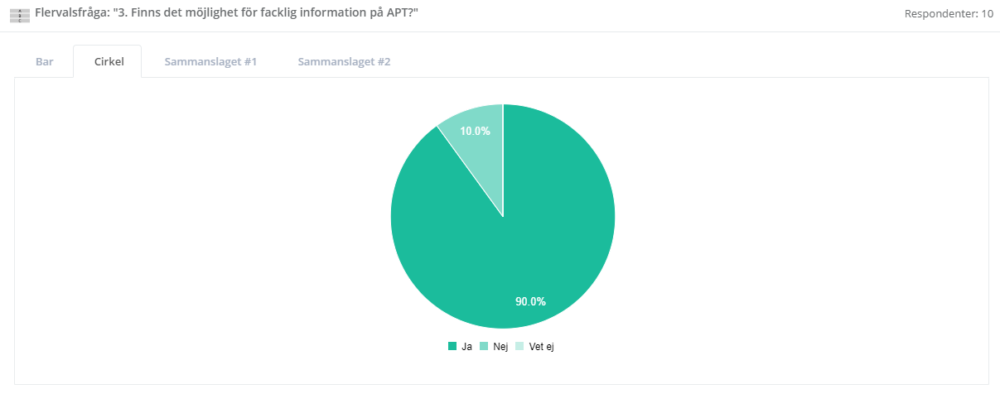 Flervalsfråga: "3. Finns det möjlighet för facklig information på APT?"
Respondenter: 10
Bar
Cirkel
Sammanslaget #1
Sammanslaget #2
10.0%
90.0%
Ja
Nej
Vet ej